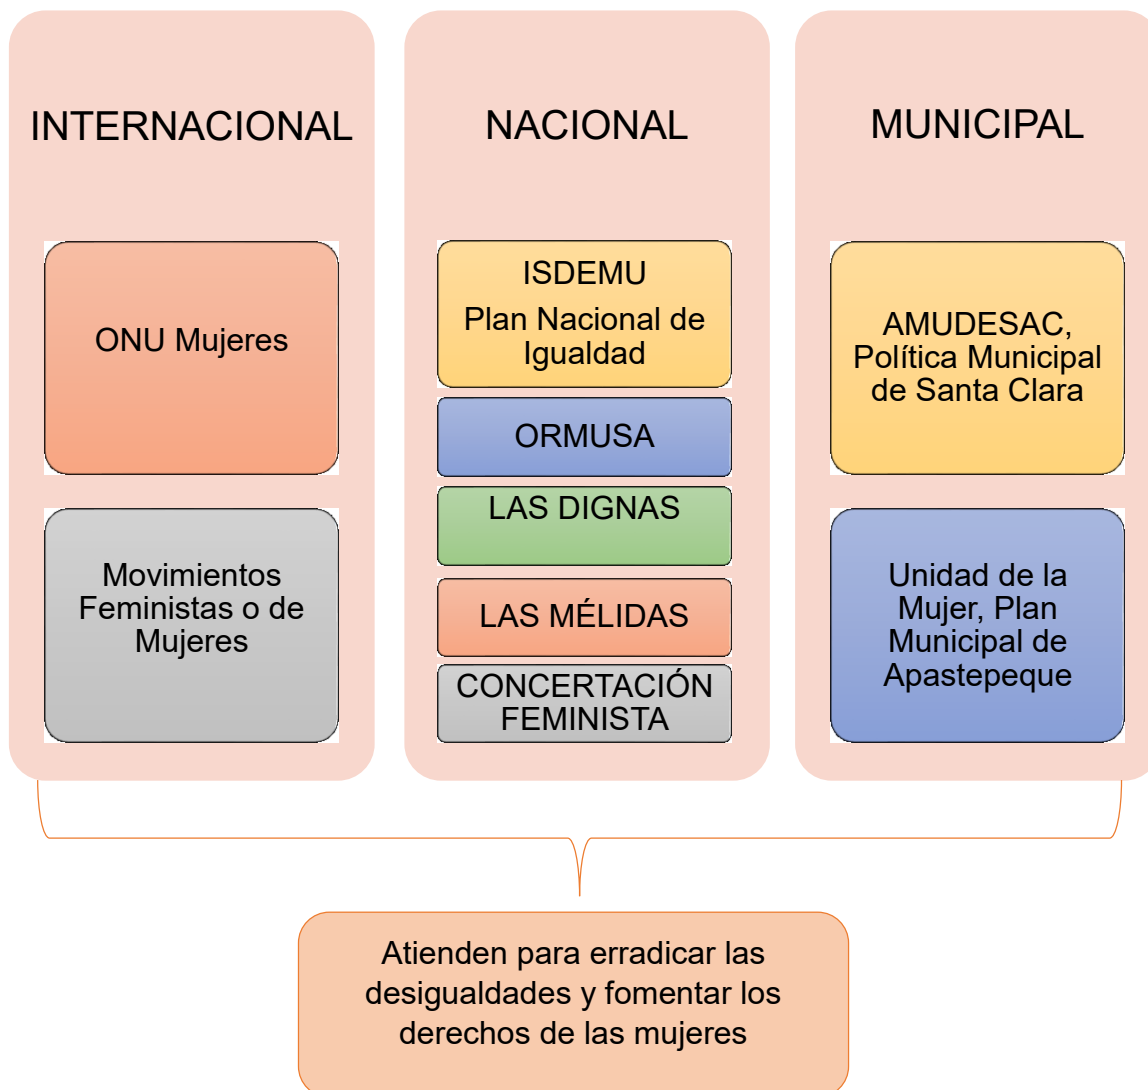 INTERNACIONAL
ONU Mujeres
Movimientos
Feministas o de
Mujeres
NACIONAL
ISDEMU
Plan Nacional de
Igualdad
ORMUSA
LAS DIGNAS
LAS MÉLIDAS
CONCERTACIÓN
FEMINISTA
MUNICIPAL
AMUDESAC,
Política Municipal
de Santa Clara
Unidad de la
Mujer, Plan
Municipal de
Apastepeque
Atienden para erradicar las
desigualdades y fomentar los
derechos de las mujeres